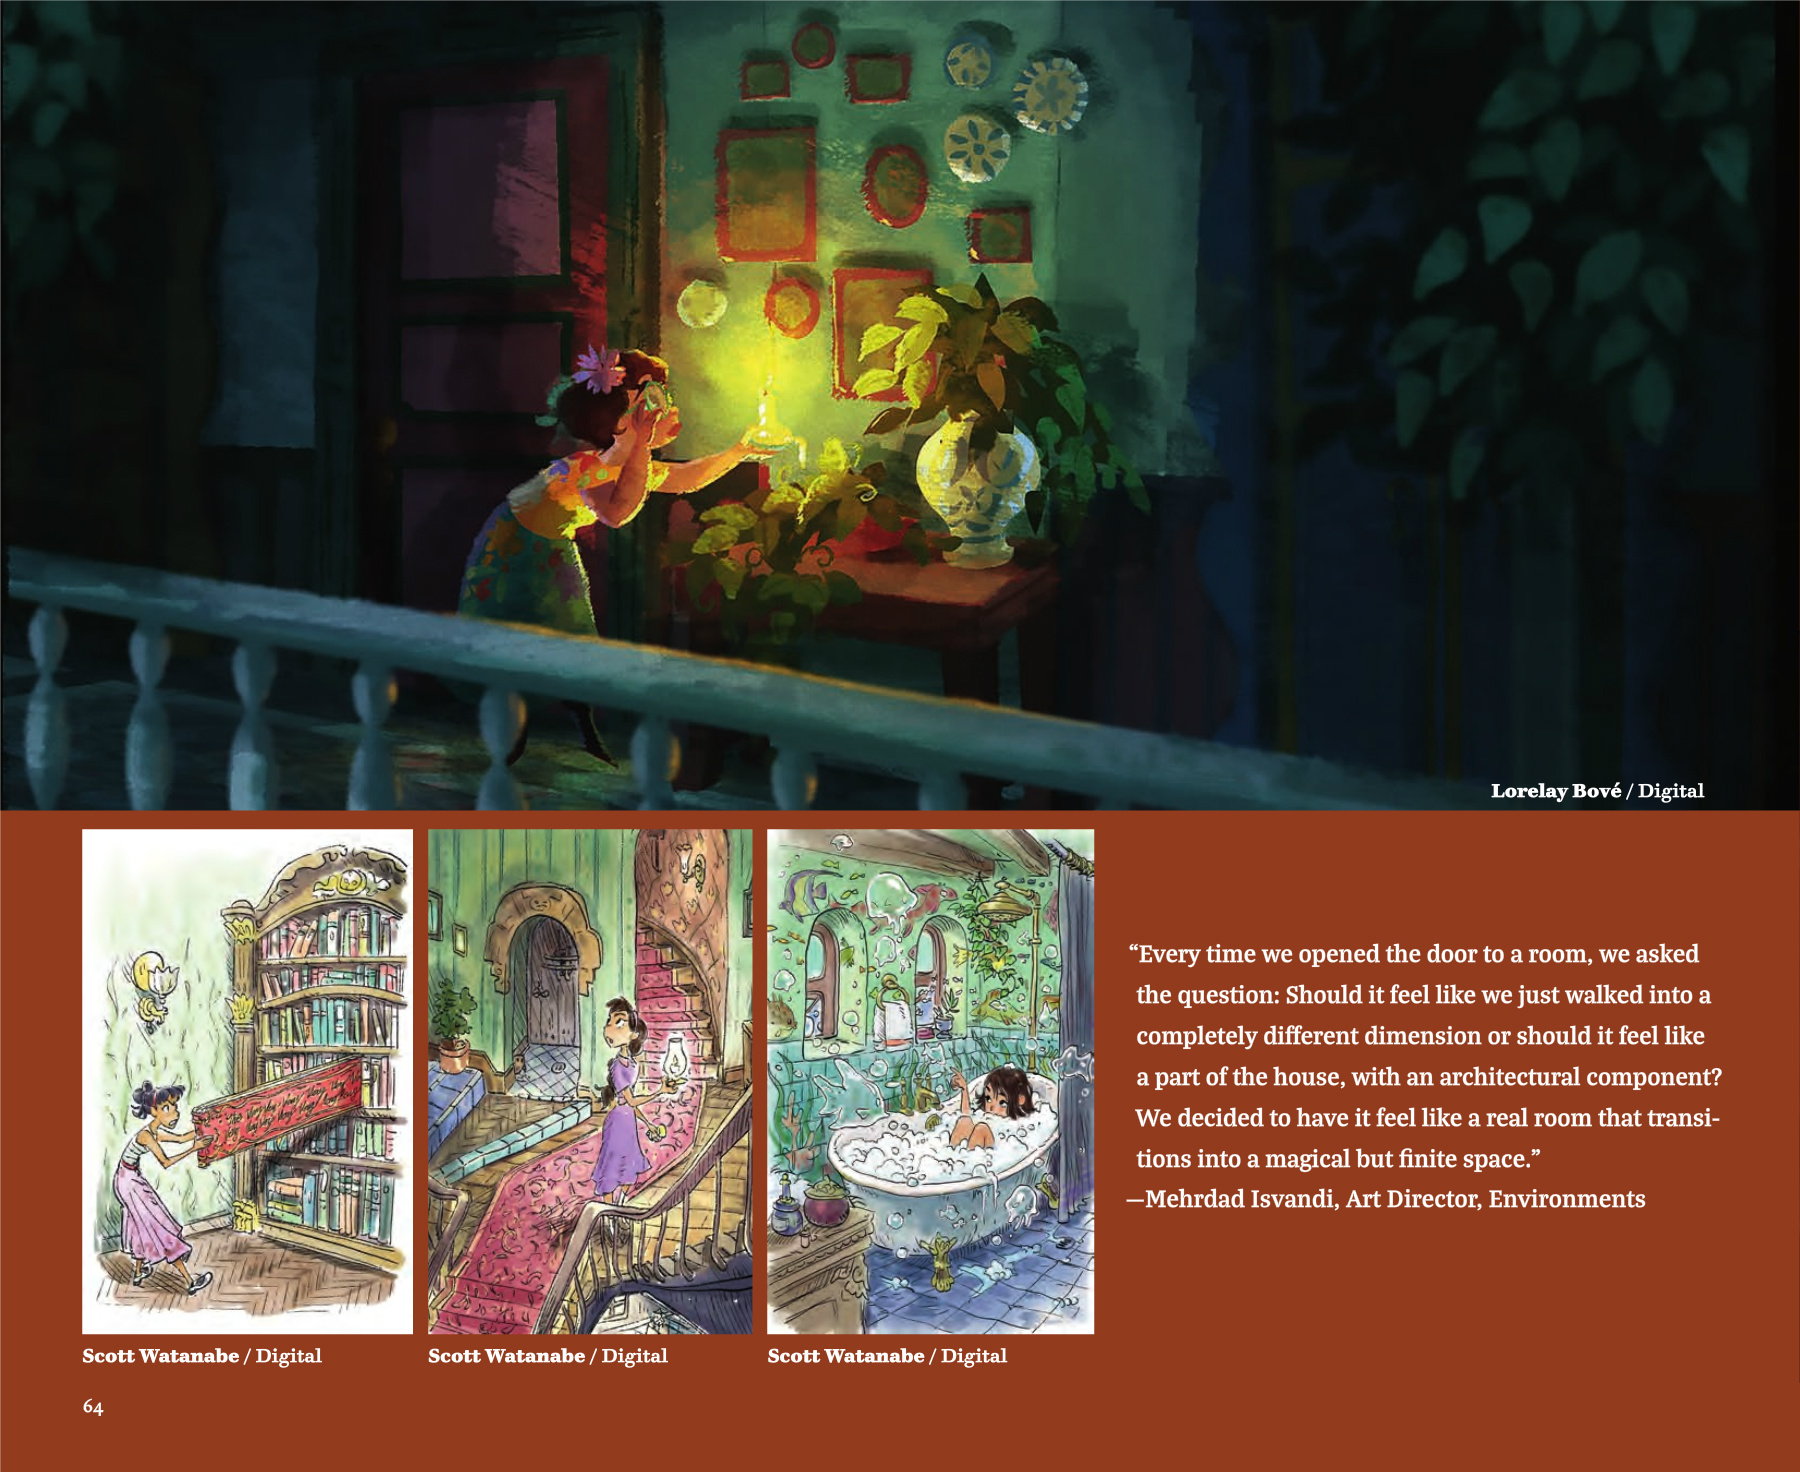 Lorelay Bové / Digital
“Every time we opened the door to a room, we asked
the question: Should it feel like we just walked into a
completely different dimension or should it feel like
a part of the house, with an architectural component?
We decided to have it feel like a real room that transi-
tions into a magical but finite space.”
—Mehrdad Isvandi, Art Director, Environments
Scott Watanabe / Digital
Scott Watanabe / Digital
Scott Watanabe / Digital
64